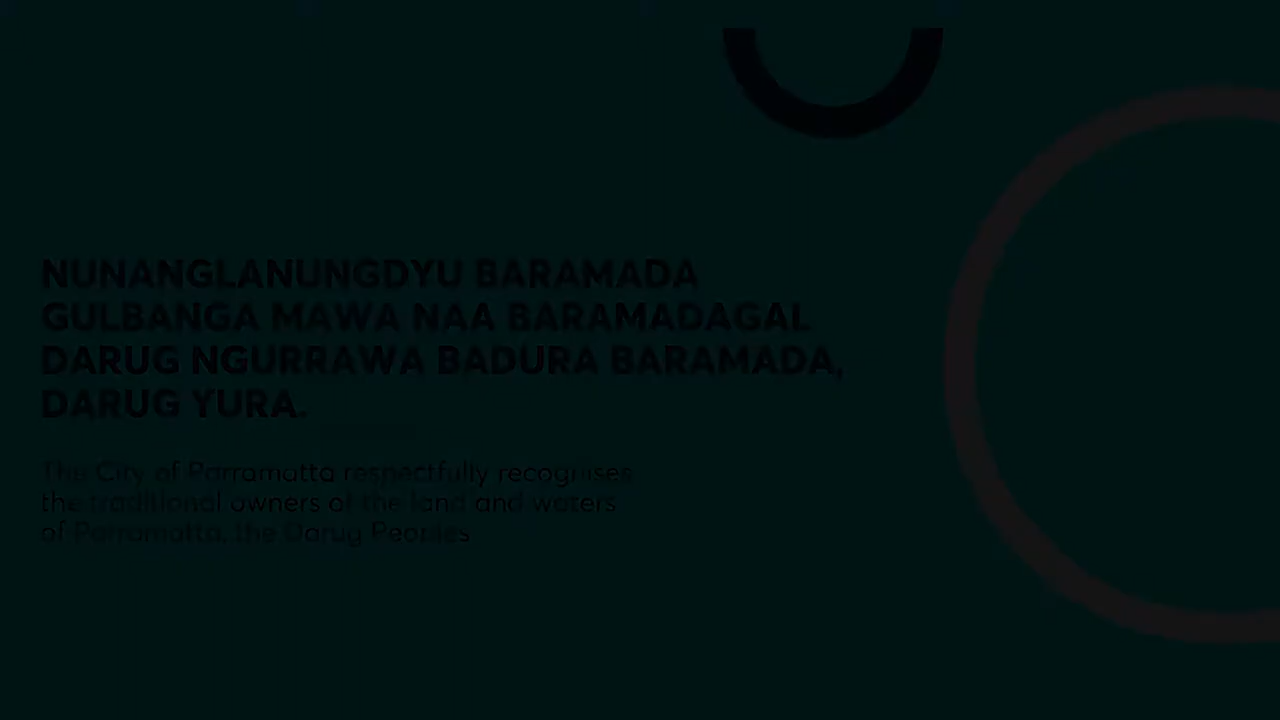 NUNANGLANUNGDYU BARAMADA
GULBANGA MAWA NAA BARAMADAGAL
DARUG NGURRAWA BADURA BARAMADA,
DARUG YURA.
The City of Parramatta respectfully recognises
the traditional owners of the land and waters
of Parramatta, the Darug Peoples